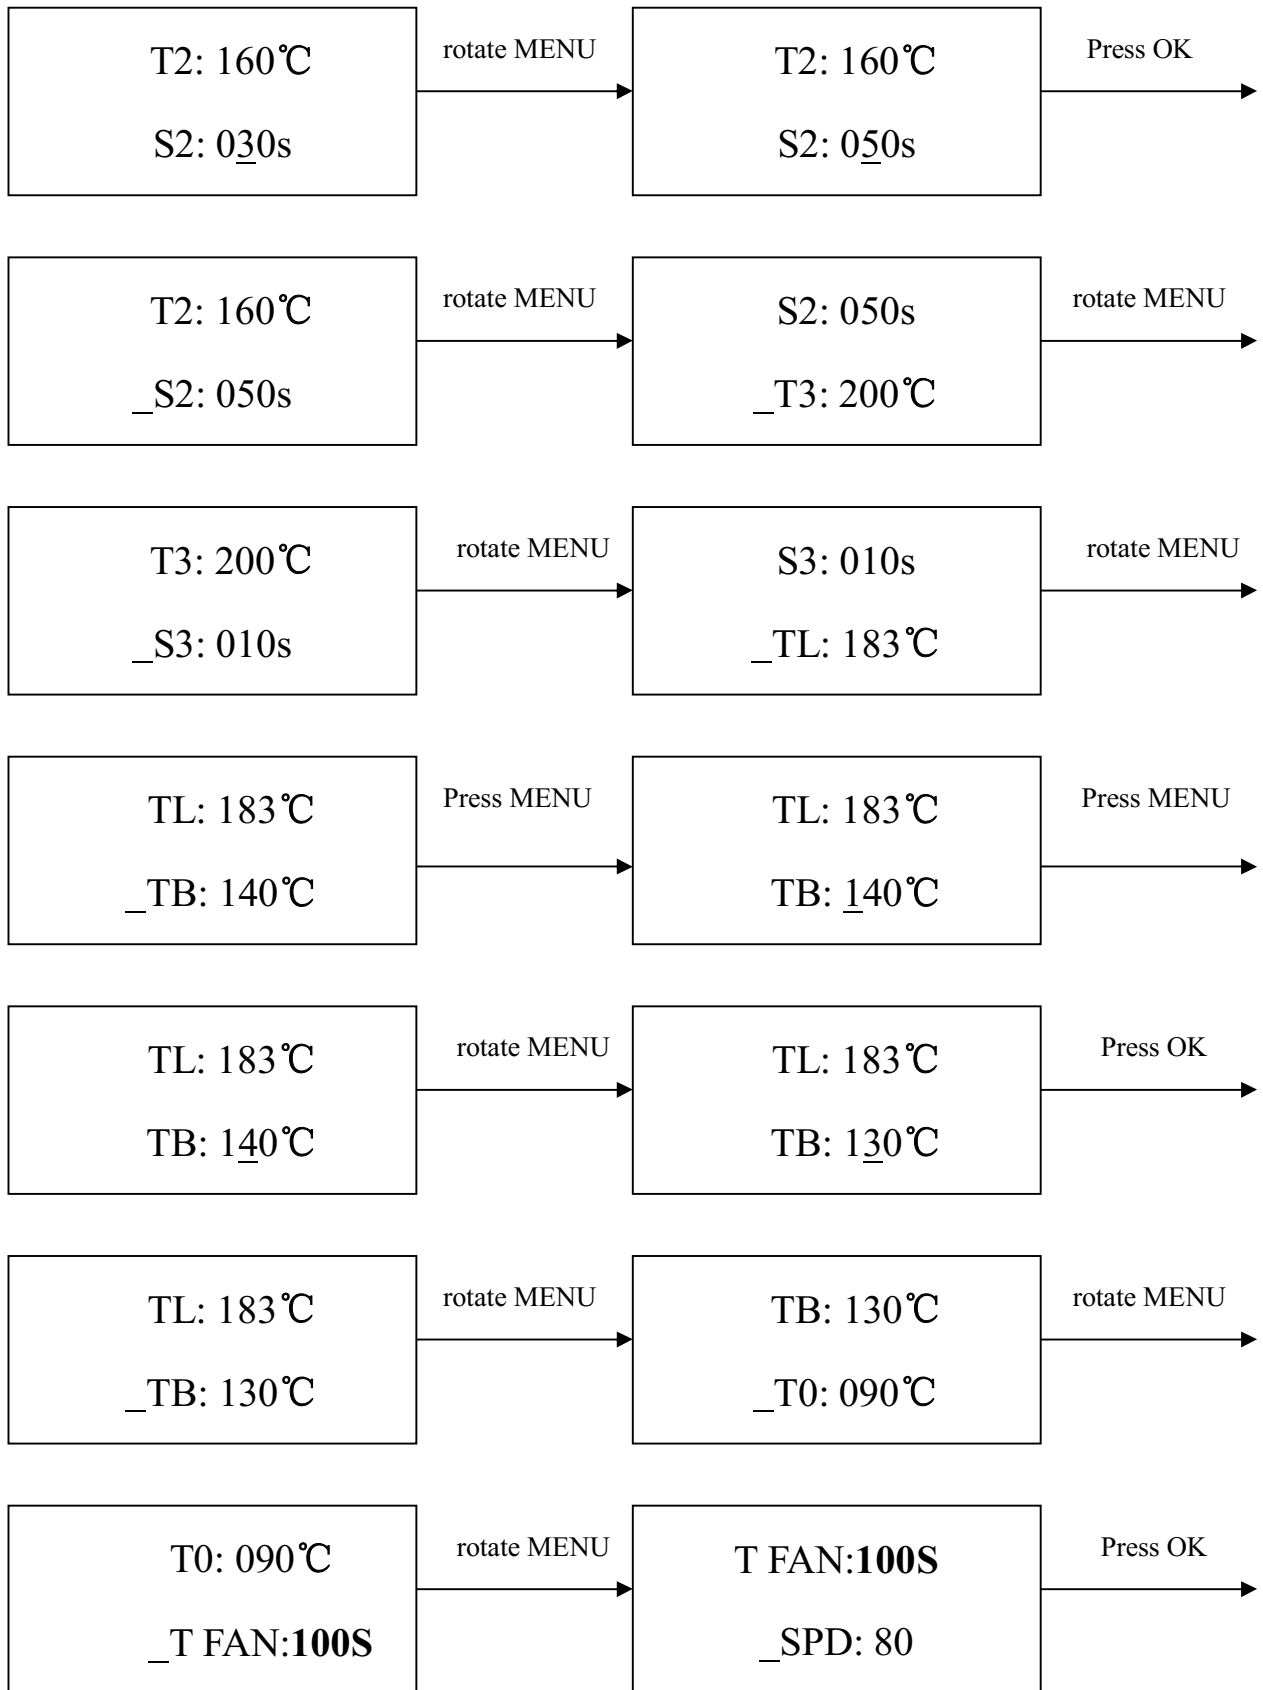 T2: 160℃
S2: 030s
rotate MENU
T2: 160℃
S2: 050s
Press OK
T2: 160℃
_S2: 050s
rotate MENU
S2: 050s
_T3: 200℃
rotate MENU
T3: 200℃
_S3: 010s
rotate MENU
S3: 010s
_TL: 183℃
rotate MENU
TL: 183℃
_TB: 140℃
Press MENU
TL: 183℃
TB: 140℃
Press MENU
TL: 183℃
TB: 140℃
rotate MENU
TL: 183℃
TB: 130℃
Press OK
TL: 183℃
_TB: 130℃
rotate MENU
TB: 130℃
_T0: 090℃
rotate MENU
T0: 090℃
_T FAN:100S
rotate MENU
T FAN:100S
_SPD: 80
Press OK